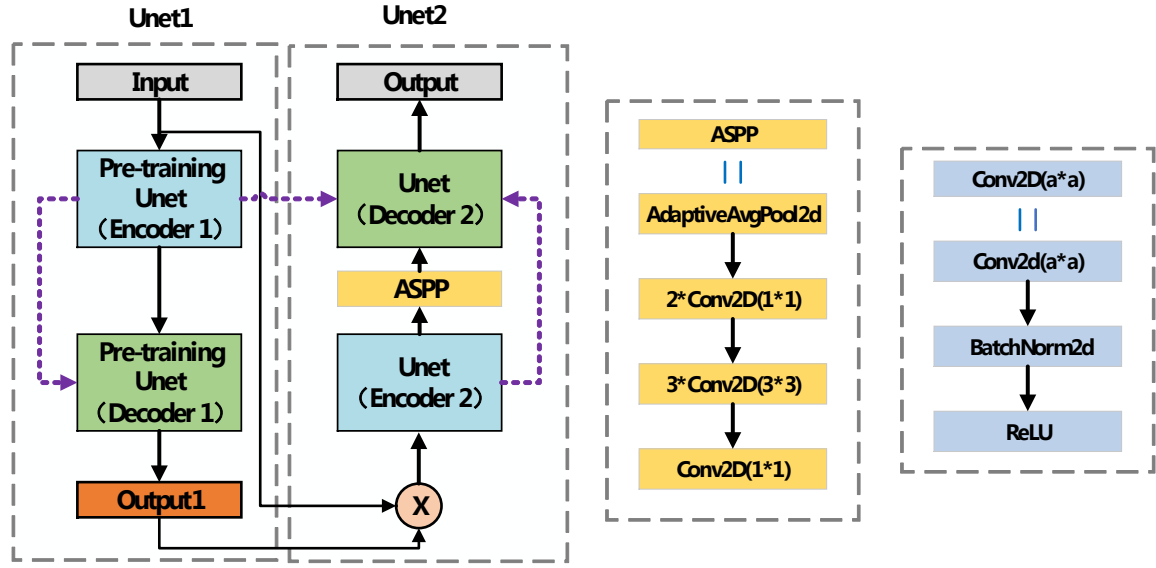 Unet1
Input
Pre-training
Unet
（Encoder 1）
Pre-training
Unet
（Decoder 1）
Output1
Unet2
Output
Unet
（Decoder 2）
ASPP
Unet
（Encoder 2）
X
ASPP
AdaptiveAvgPool2d
2*Conv2D(1*1)
3*Conv2D(3*3)
Conv2D(1*1)
Conv2D(a*a)
Conv2d(a*a)
BatchNorm2d
ReLU